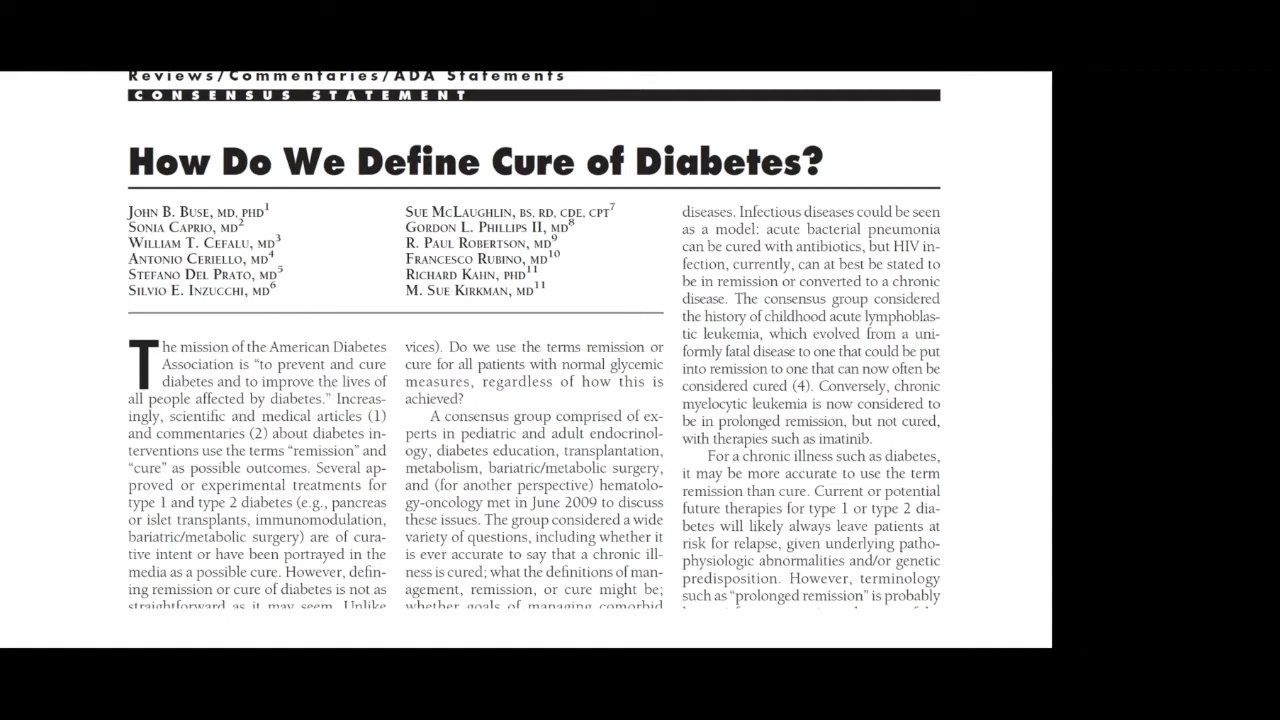 Reviews/Commentaries/ADA Statements
CONSENSUS STATEMENT
How Do We Define Cure of Diabetes?
JOHN B. BUSE, MD, PHD1
SONIA CAPRIO, MD2
WILLIAM T. CEFALU, MD3
ANTONIO CERIELLO, MD4
STEFANO DEL PRATO, MD5
SILVIO E. INZUCCHI, MD6
SUE MCLAUGHLIN, BS, RD, CDE, CPT7
GORDON L. PHILLIPS II, MD8
R. PAUL ROBERTSON, MD9
FRANCESCO RUBINO, MD10
RICHARD KAHN, PHD11
M. SUE KIRKMAN, MD11
The mission of the American Diabetes
Association is “to prevent and cure
diabetes and to improve the lives of
all people affected by diabetes.” Increas-
ingly, scientific and medical articles (1)
and commentaries (2) about diabetes in-
terventions use the terms “remission” and
“cure” as possible outcomes. Several ap-
proved or experimental treatments for
type 1 and type 2 diabetes (e.g., pancreas
or islet transplants, immunomodulation,
bariatric/metabolic surgery) are of cura-
tive intent or have been portrayed in the
media as a possible cure. However, defin-
ing remission or cure of diabetes is not as
straightforward as it may seem. Unlike
vices). Do we use the terms remission or
cure for all patients with normal glycemic
measures, regardless of how this is
achieved?
A consensus group comprised of ex-
perts in pediatric and adult endocrinol-
ogy, diabetes education, transplantation,
metabolism, bariatric/metabolic surgery,
and (for another perspective) hematolo-
gy-oncology met in June 2009 to discuss
these issues. The group considered a wide
variety of questions, including whether it
is ever accurate to say that a chronic ill-
ness is cured; what the definitions of man-
agement, remission, or cure might be;
whether goals of managing comorbid
diseases. Infectious diseases could be seen
as a model: acute bacterial pneumonia
can be cured with antibiotics, but HIV in-
fection, currently, can at best be stated to
be in remission or converted to a chronic
disease. The consensus group considered
the history of childhood acute lymphoblas-
tic leukemia, which evolved from a uni-
formly fatal disease to one that could be put
into remission to one that can now often be
considered cured (4). Conversely, chronic
myelocytic leukemia is now considered to
be in prolonged remission, but not cured,
with therapies such as imatinib.
For a chronic illness such as diabetes,
it may be more accurate to use the term
remission than cure. Current or potential
future therapies for type 1 or type 2 dia-
betes will likely always leave patients at
risk for relapse, given underlying patho-
physiologic abnormalities and/or genetic
predisposition. However, terminology
such as “prolonged remission” is probably